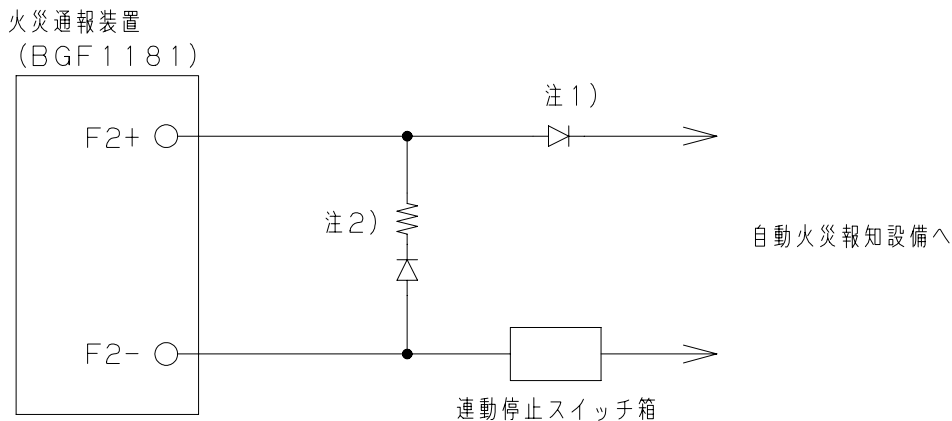 火災通報装置
(BGF1181)
注1)
F2+
注2)
自動火災報知設備へ
F2-
連動停止スイッチ箱